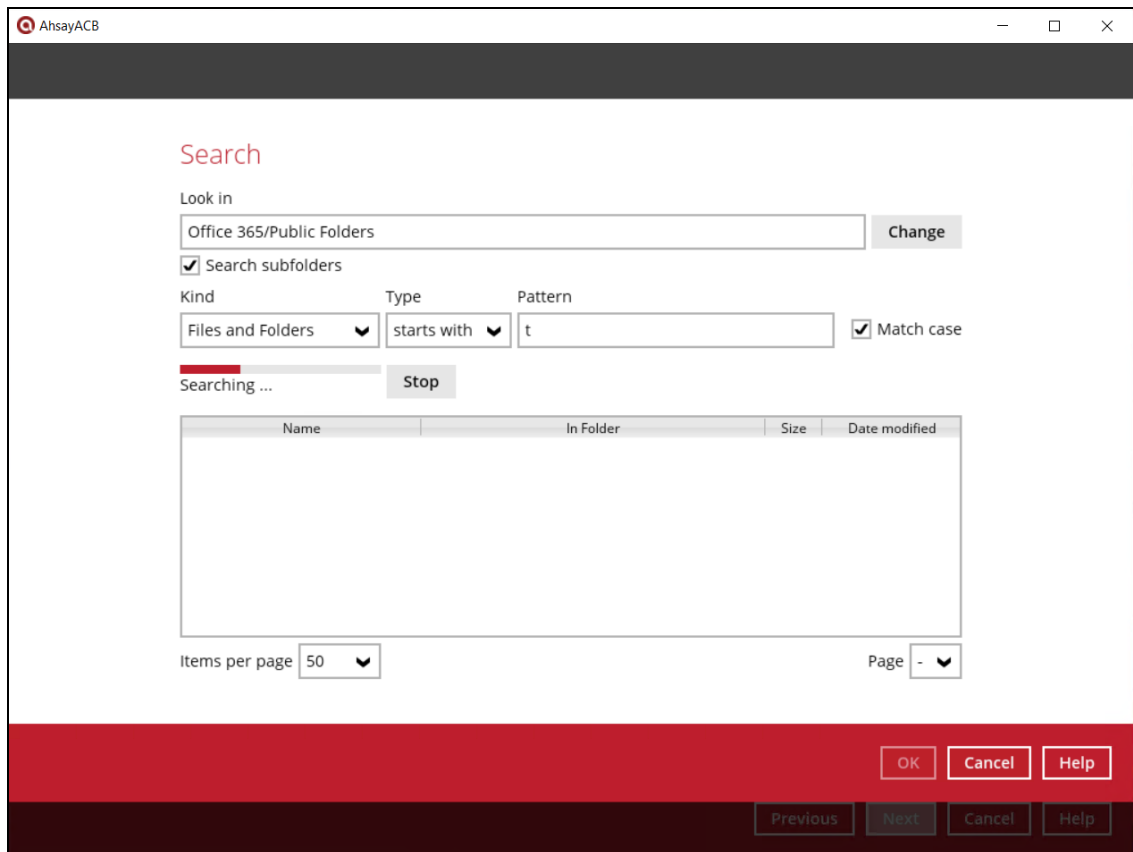 AhsayACB
Search
Look in
Office 365/Public Folders Change
Search subfolders
Kind Type Pattern
Files and Folders starts with t Match case
Searching ... Stop
Name In Folder Size Date modified
Items per page 50 Page -
OK Cancel Help
Previous Next Cancel Help